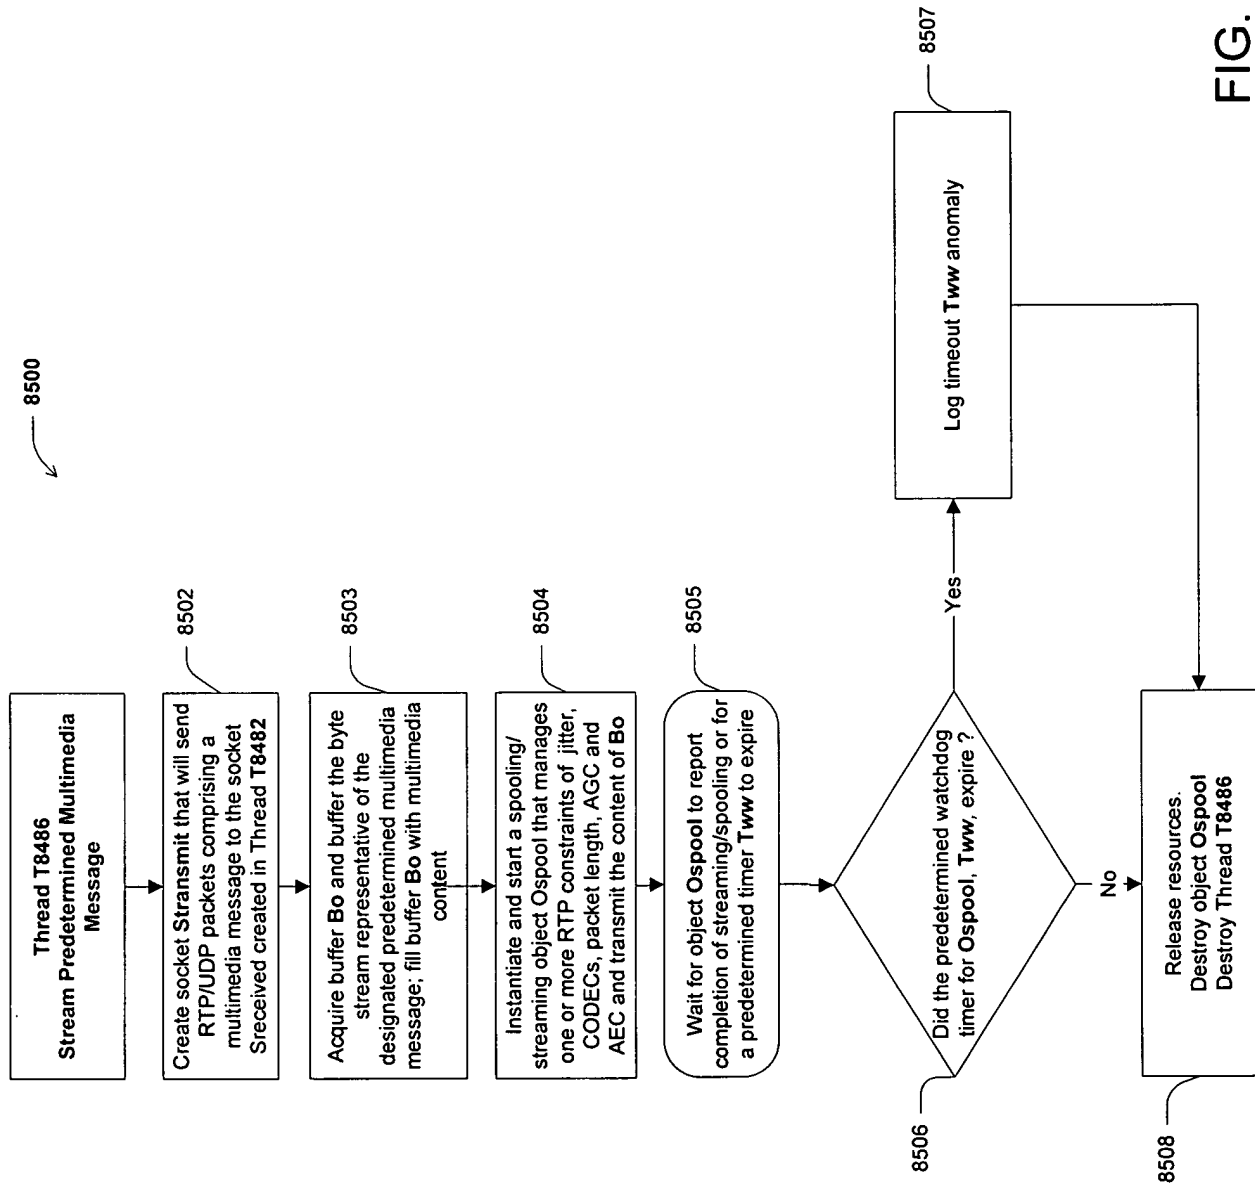 8500
Thread T8486
Stream Predetermined Multimedia
Message
8502
Create socket Stransmit that will send
RTP/UDP packets comprising a
multimedia message to the socket
Sreceived created in Thread T8482
8503
Acquire buffer Bo and buffer the byte
stream representative of the
designated predetermined multimedia
message; fill buffer Bo with multimedia
content
8504
Instantiate and start a spooling/
streaming object Ospool that manages
one or more RTP constraints of jitter,
CODECs, packet length, AGC and
AEC and transmit the content of Bo
8505
Wait for object Ospool to report
completion of streaming/spooling or for
a predetermined timer Tww to expire
8506
Did the predetermined watchdog
timer for Ospool, Tww, expire ?
Yes
8507
Log timeout Tww anomaly
No
8508
Release resources.
Destroy object Ospool
Destroy Thread T8486
FIG.